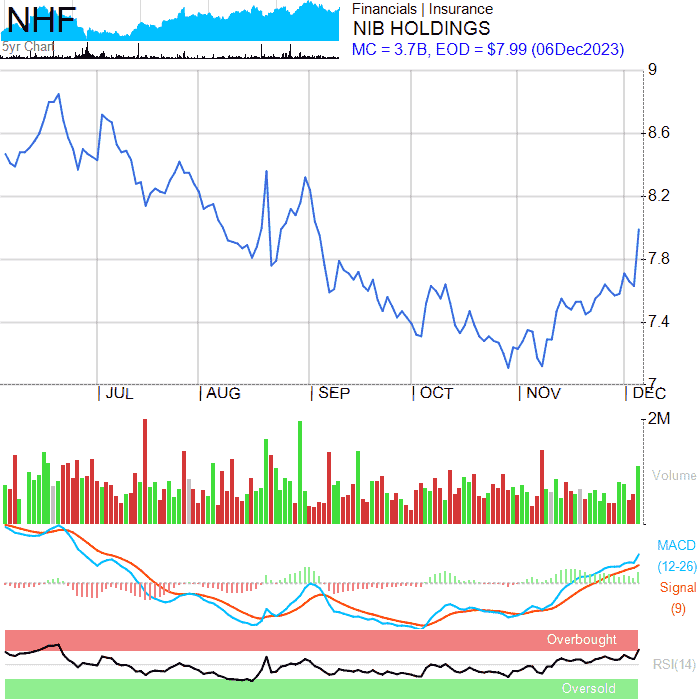 NHF
5yr Chart
Financials | Insurance
NIB HOLDINGS
MC = 3.7B, EOD = $7.99 (06Dec2023)
9
8.6
8.2
7.8
7.4
7
JUL AUG SEP OCT NOV DEC
2M
Volume
MACD
(12-26)
Signal
(9)
Overbought
RSI(14)
Oversold